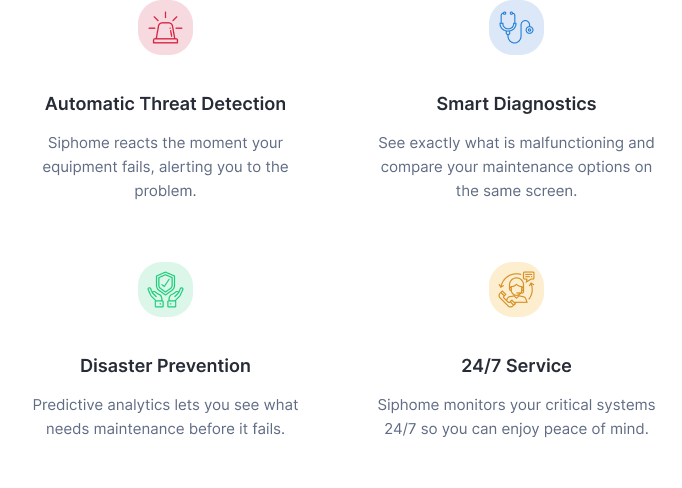 Automatic Threat Detection
Siphome reacts the moment your
equipment fails, alerting you to the
problem.
Smart Diagnostics
See exactly what is malfunctioning and
compare your maintenance options on
the same screen.
Disaster Prevention
Predictive analytics lets you see what
needs maintenance before it fails.
24/7 Service
Siphome monitors your critical systems
24/7 so you can enjoy peace of mind.